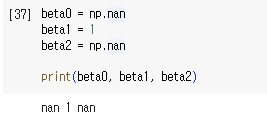 [37] beta0 = np.nan
beta1 = 1
beta2 = np.nan
print(beta0, beta1, beta2)
nan 1 nan